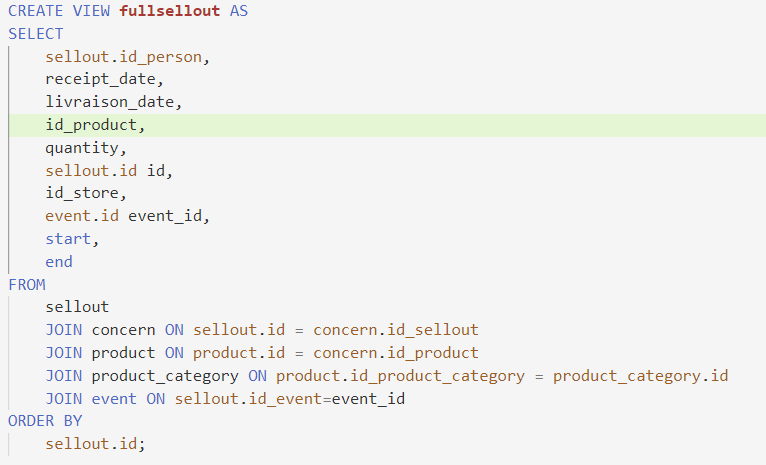 CREATE VIEW fullsellout AS
SELECT
sellout.id_person,
receipt_date,
livraison_date,
id_product,
quantity,
sellout.id id,
id_store,
event.id event_id,
start,
end
FROM
sellout
JOIN concern ON sellout.id = concern.id_sellout
JOIN product ON product.id = concern.id_product
JOIN product_category ON product.id_product_category = product_category.id
JOIN event ON sellout.id_event=event_id
ORDER BY
sellout.id;